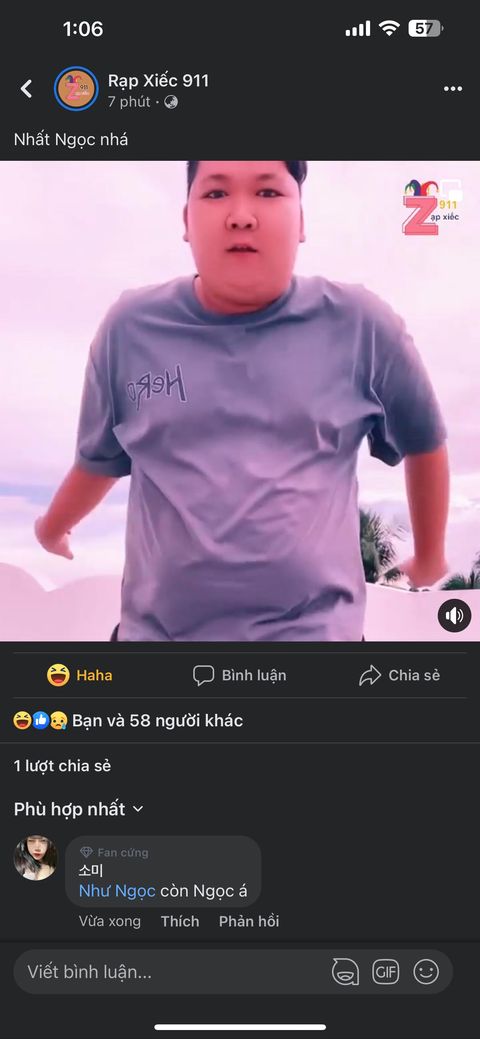 1:06
57
Rạp Xiếc 911
7 phút ·
Nhất Ngọc nhá
Z 911
ạp xiếc
HeRO
Haha
Bình luận
Chia sẻ
Bạn và 58 người khác
1 lượt chia sẻ
Phù hợp nhất
Fan cứng
소미
Như Ngọc còn Ngọc á
Vừa xong
Thích
Phản hồi
Viết bình luận...
GIF